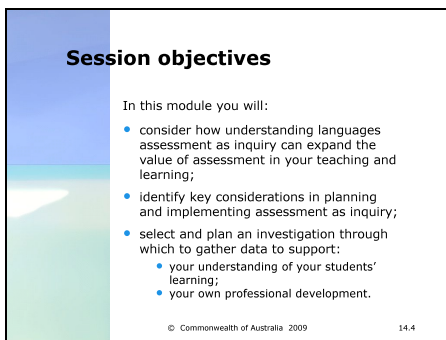 Session objectives
In this module you will:
• consider how understanding languages
assessment as inquiry can expand the
value of assessment in your teaching and
learning;
• identify key considerations in planning
and implementing assessment as inquiry;
• select and plan an investigation through
which to gather data to support:
• your understanding of your students’
learning;
• your own professional development.
© Commonwealth of Australia 2009 14.4